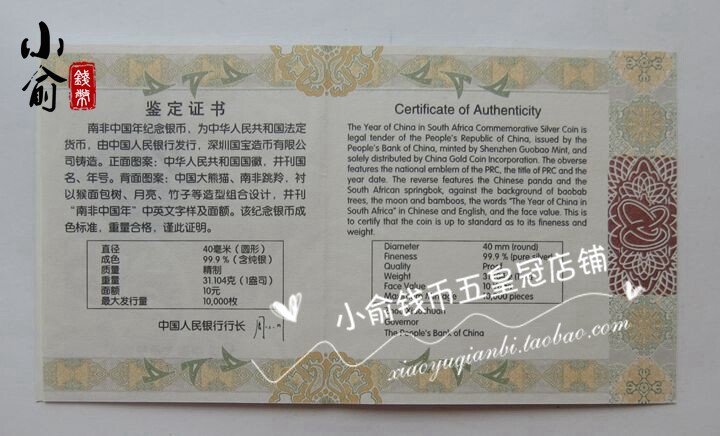 小俞
錢幣
鉴定证书
南非中国年纪念银币，为中华人民共和国法定
货币，由中国人民银行发行，深圳国宝造币有限公
司铸造。正面图案：中华人民共和国国徽，并刊国
名、年号。背面图案：中国大熊猫、南非跳羚，衬
以猴面包树、月亮、竹子等造型组合设计，并刊
“南非中国年”中英文字样及面额。该纪念银币成
色标准，重量合格，谨此证明。
直径 40毫米（圆形）
成色 99.9％（含纯银）
质量 精制
重量 31.104克（1盎司）
面额 10元
最大发行量 10,000枚
中国人民银行行长
Certificate of Authenticity
The Year of China in South Africa Commemorative Silver Coin is
legal tender of the People's Republic of China, issued by the
People's Bank of China, minted by Shenzhen Guobao Mint, and
solely distributed by China Gold Coin Incorporation. The obverse
features the national emblem of the PRC, the title of PRC and the
year date. The reverse features the Chinese panda and the
South African springbok, against the background of baobab
trees, the moon and bamboos, the words "The Year of China in
South Africa" in Chinese and English, and the face value. This is
to certify that the coin is up to standard as to its fineness and
weight.
Diameter 40 mm (round)
Fineness 99.9% (pure silver)
Quality Proof
Weight
Face Value 10
10,000 pieces
Governor
The People's Bank of China
小俞钱币五皇冠店铺
xiaoyuqianbi.taobao.com